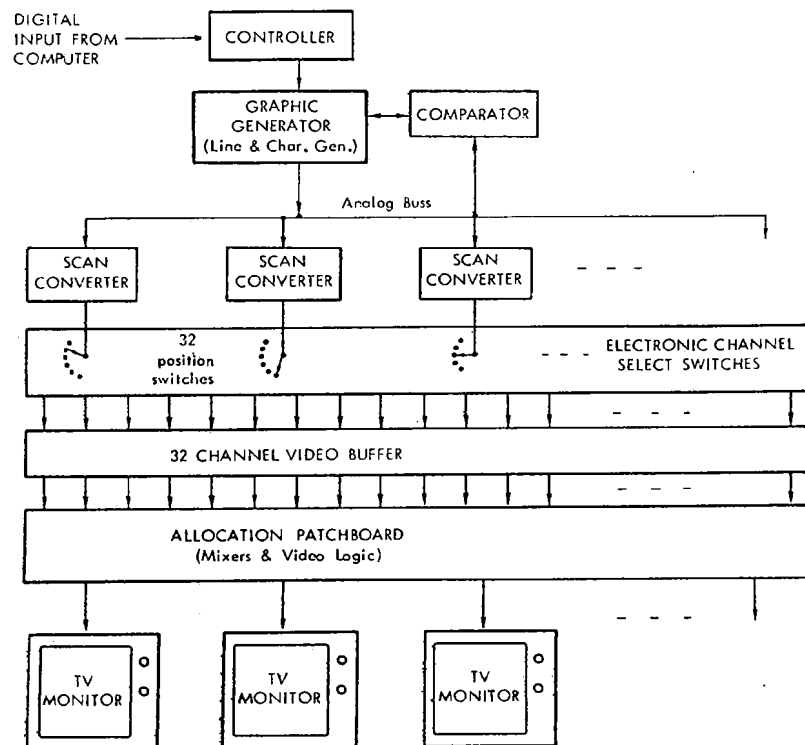 DIGITAL
INPUT FROM
COMPUTER
CONTROLLER
GRAPHIC
GENERATOR
(Line & Char. Gen.)
COMPARATOR
Analog Buss
SCAN
CONVERTER
SCAN
CONVERTER
SCAN
CONVERTER
32
position
switches
ELECTRONIC CHANNEL
SELECT SWITCHES
32 CHANNEL VIDEO BUFFER
ALLOCATION PATCHBOARD
(Mixers & Video Logic)
TV
MONITOR
TV
MONITOR
TV
MONITOR